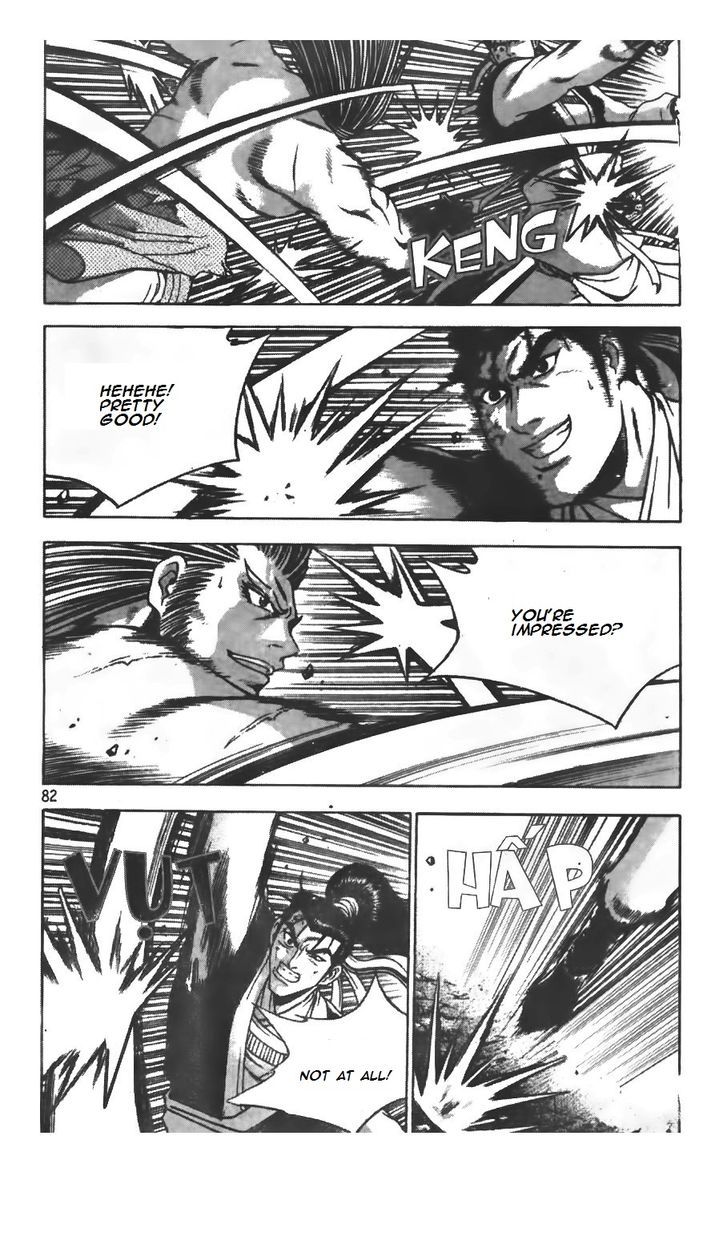 KENG
HEHEHE!
PRETTY
GOOD!
YOU'RE
IMPRESSED?
82
VỤT
NOT AT ALL!
HẤP